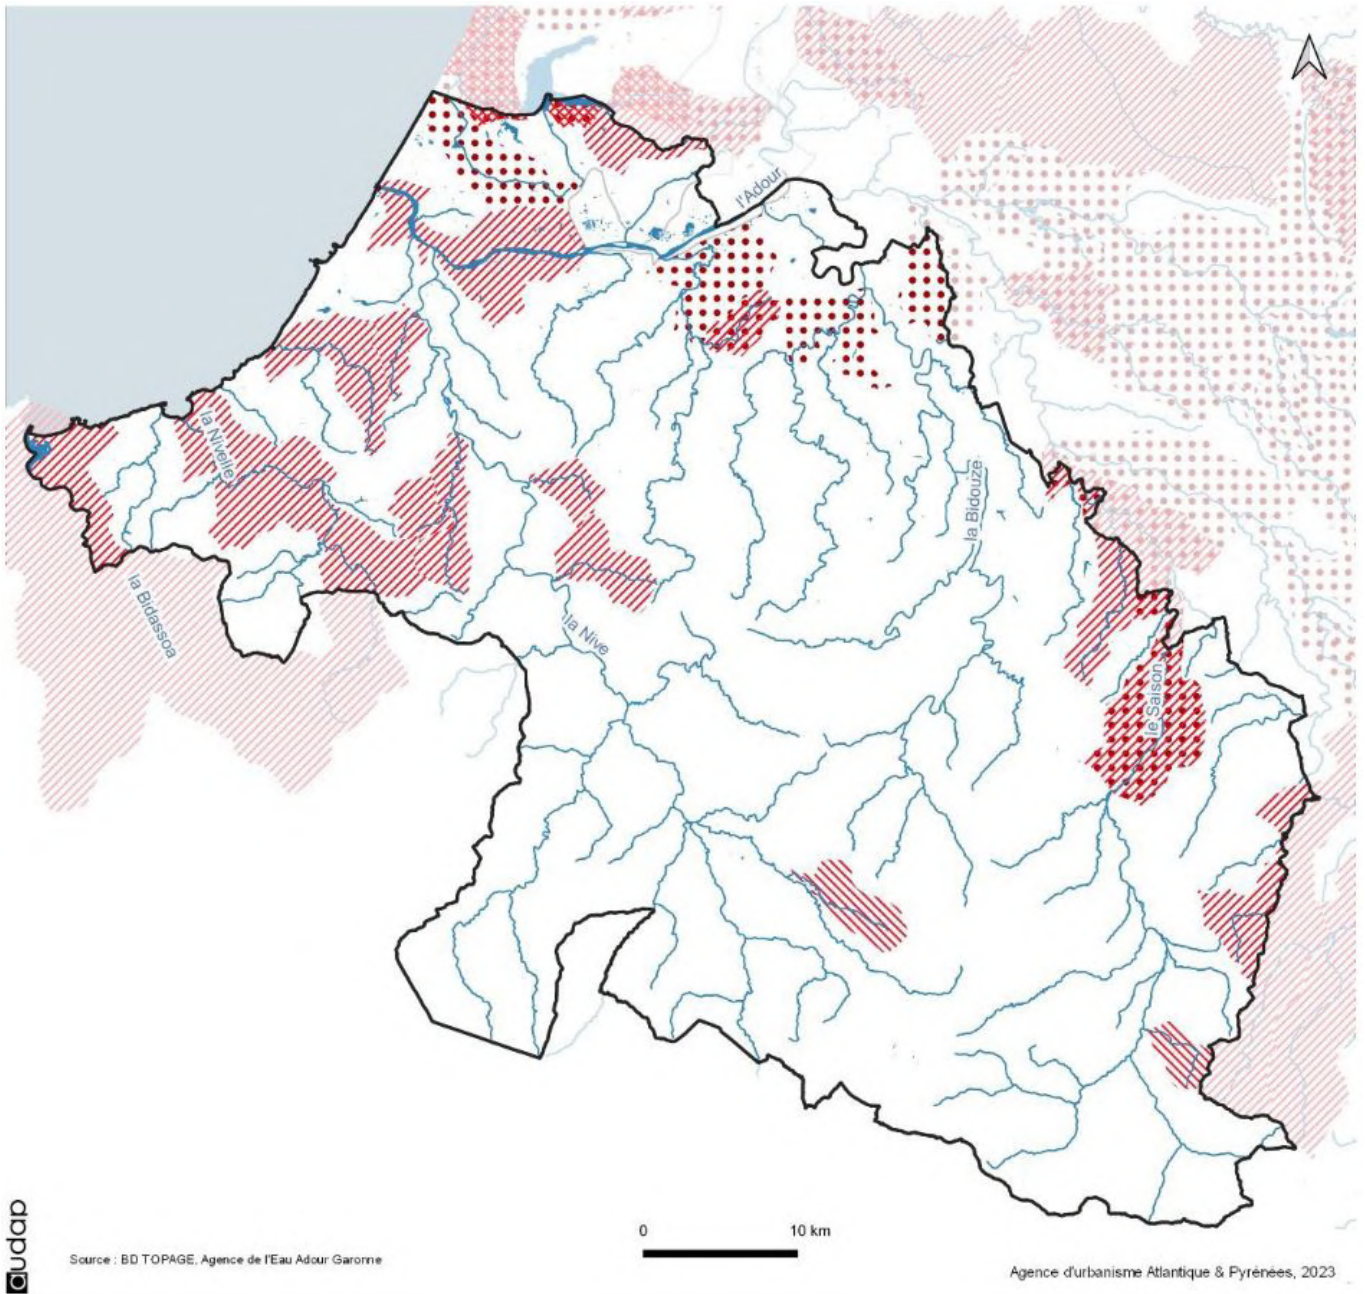 l'Adour
la Nivelle
la Bidouze
la Bidassoa
la Nive
le Saison
0 10 km
audap
Source : BD TOPAGE, Agence de l'Eau Adour Garonne
Agence d'urbanisme Atlantique & Pyrénées, 2023